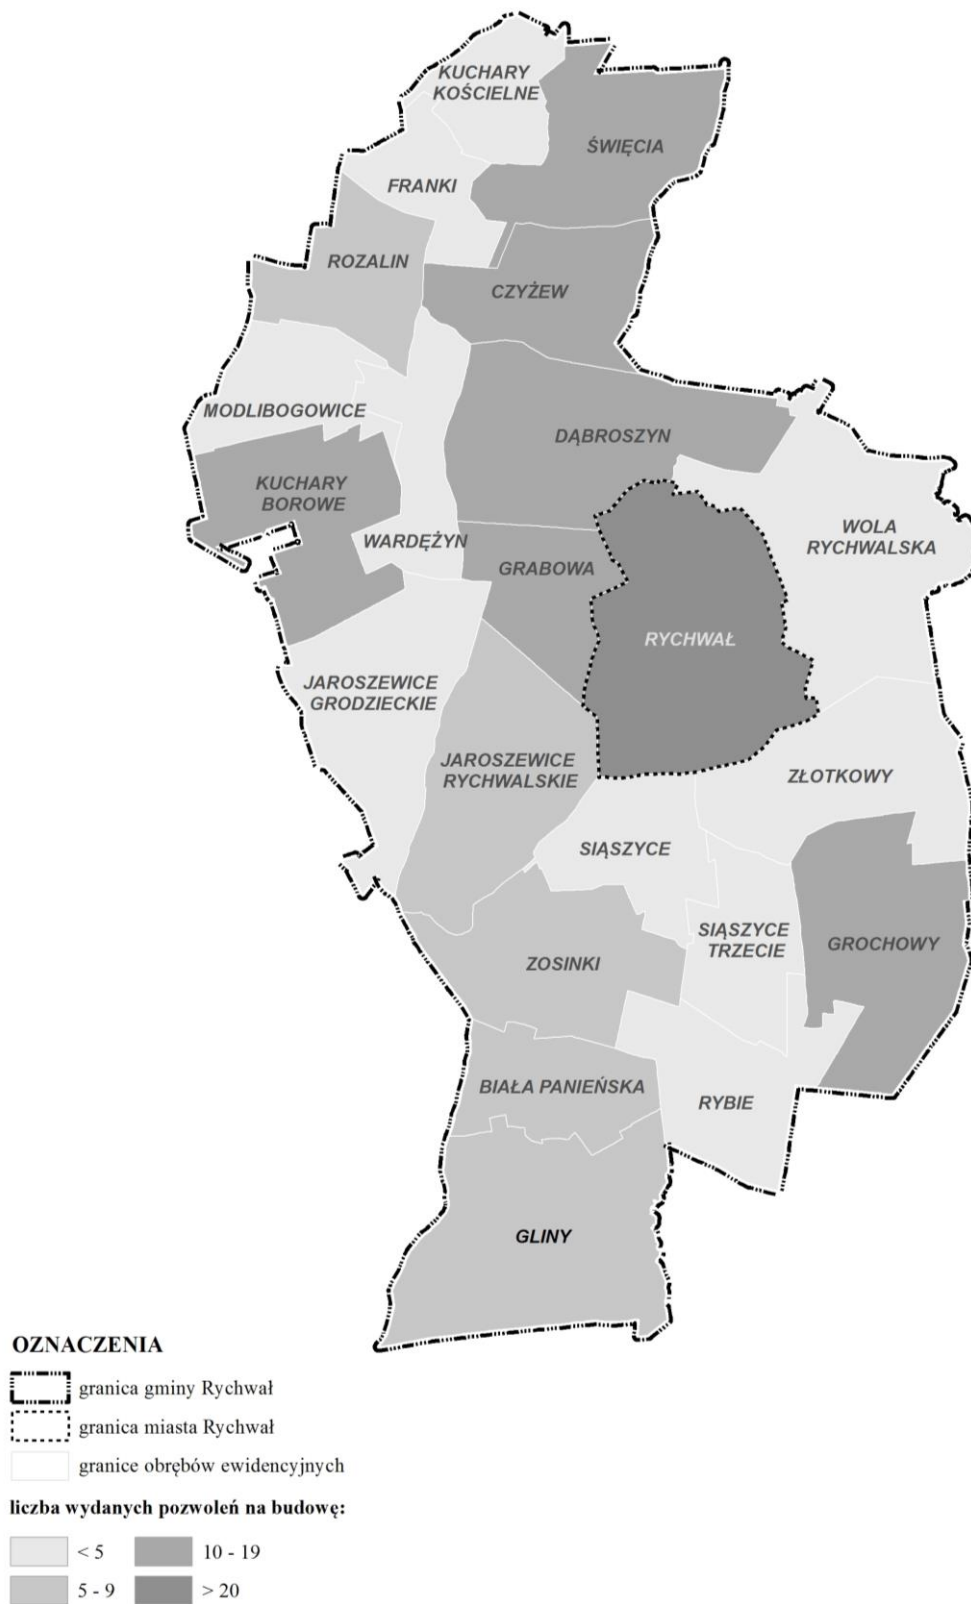 KUCHARY
KOŚCIELNE
ŚWIĘCIA
FRANKI
ROZALIN
CZYŻEW
MODLIBOGOWICE
DĄBROSZYN
KUCHARY
BOROWE
WOLA
RYCHWALSKA
WARDĘŻYN
GRABOWA
RYCHWAŁ
JAROSZEWICE
GRODZIECKIE
JAROSZEWICE
RYCHWALSKIE
ZŁOTKOWY
SIĄSZYCE
SIĄSZYCE
TRZECIE
GROCHOWY
ZOSINKI
BIAŁA PANIEŃSKA
RYBIE
GLINY
OZNACZENIA
granica gminy Rychwał
granica miasta Rychwał
granice obrębów ewidencyjnych
liczba wydanych pozwoleń na budowę:
< 5
10 - 19
5 - 9
> 20